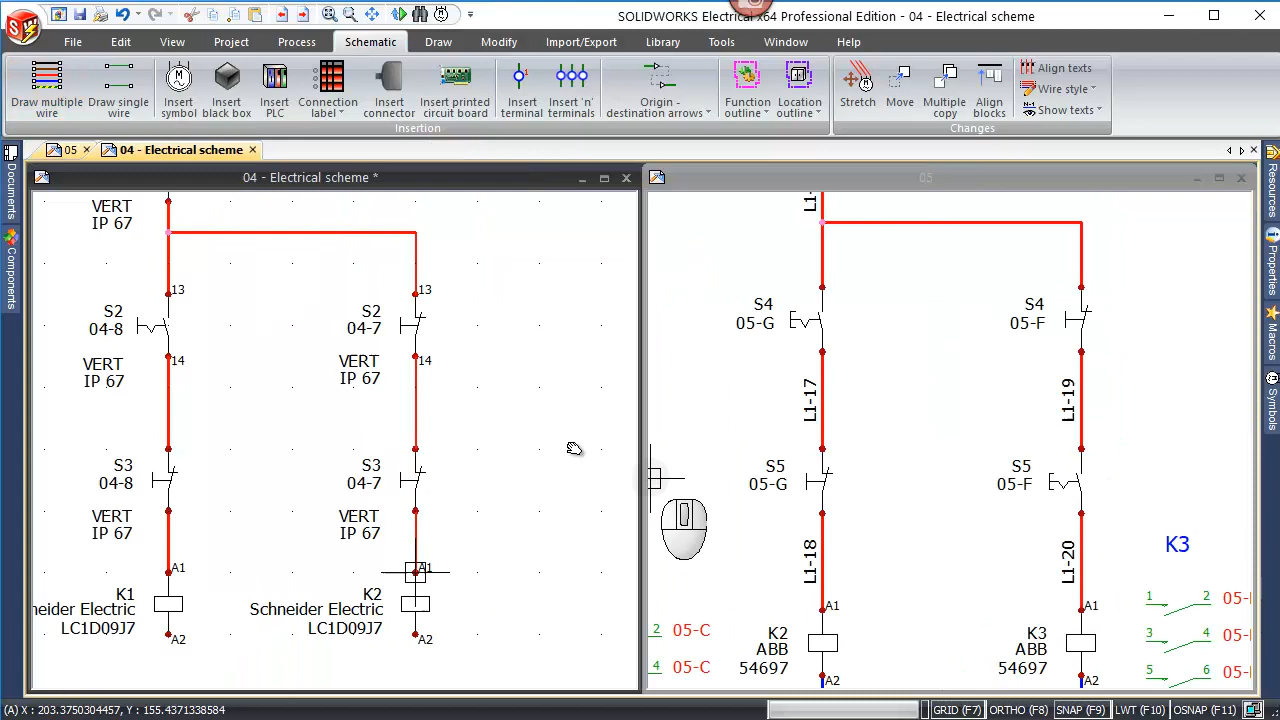 SOLIDWORKS Electrical x64 Professional Edition - 04 - Electrical scheme
File Edit View Project Process Schematic Draw Modify Import/Export Library Tools Window Help
Draw multiple wire
Draw single wire
Insert symbol
Insert black box
Insert PLC
Connection label
Insert connector
Insert printed circuit board
Insert terminal
Insert 'n' terminals
Origin - destination arrows
Function outline
Location outline
Stretch
Move
Multiple copy
Align blocks
Align texts
Wire style
Show texts
Insertion
Changes
05
04 - Electrical scheme
Documents
Components
04 - Electrical scheme *
VERT
IP 67
13
13
S2
04-8
S2
04-7
14
14
VERT
IP 67
VERT
IP 67
S3
04-8
S3
04-7
VERT
IP 67
VERT
IP 67
A1
A1
K1
neider Electric
LC1D09J7
K2
Schneider Electric
LC1D09J7
A2
A2
05
L1-
S4
05-G
S4
05-F
L1-17
L1-19
S5
05-G
S5
05-F
L1-18
L1-20
K3
A1
A1
2 05-C
4 05-C
K2
ABB
54697
K3
ABB
54697
A2
A2
1 2 05-
3 4 05-
5 6 05-
Resources
Properties
Macros
Symbols
(A) X : 203.3750304457, Y : 155.4371338584
GRID (F7) ORTHO (F8) SNAP (F9) LWT (F10) OSNAP (F11)